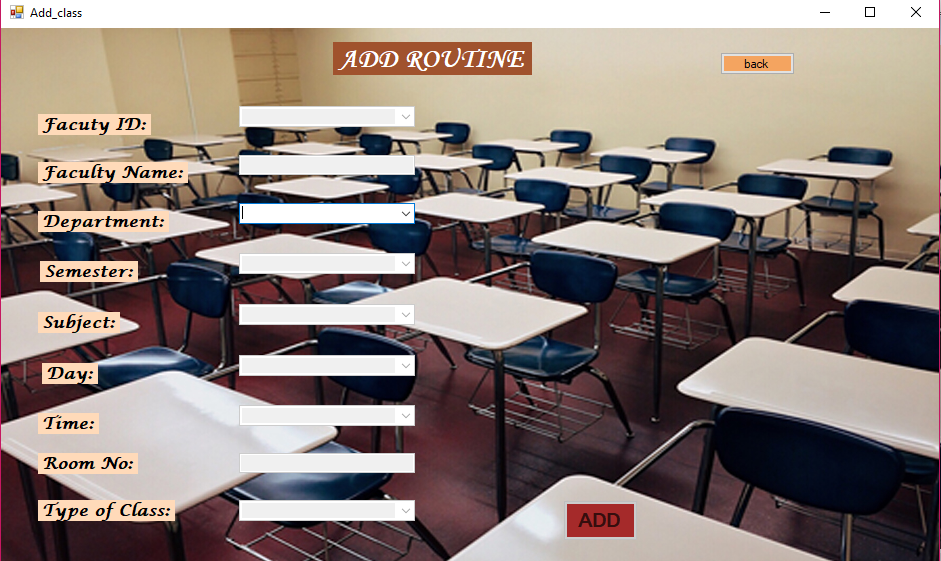 Add_class
ADD ROUTINE
back
Facuty ID:
Faculty Name:
Department:
Semester:
Subject:
Day:
Time:
Room No:
Type of Class:
ADD